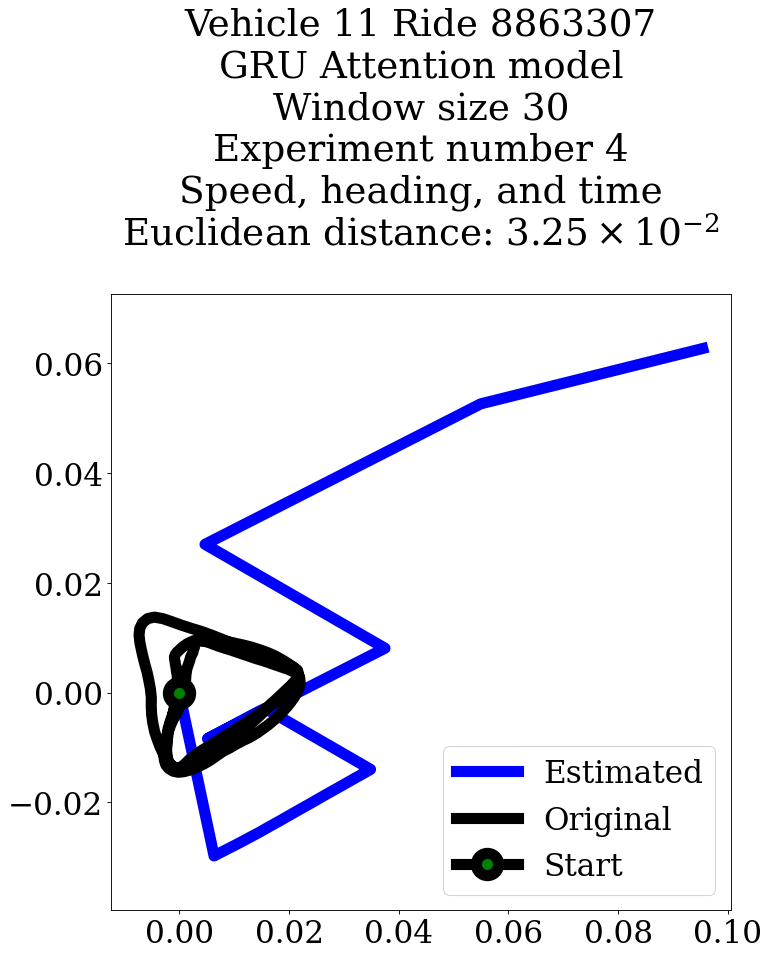 Vehicle 11 Ride 8863307
GRU Attention model
Window size 30
Experiment number 4
Speed, heading, and time
Euclidean distance: 3.25 × 10⁻²
0.06
0.04
0.02
0.00
−0.02
Estimated
Original
Start
0.00 0.02 0.04 0.06 0.08 0.10